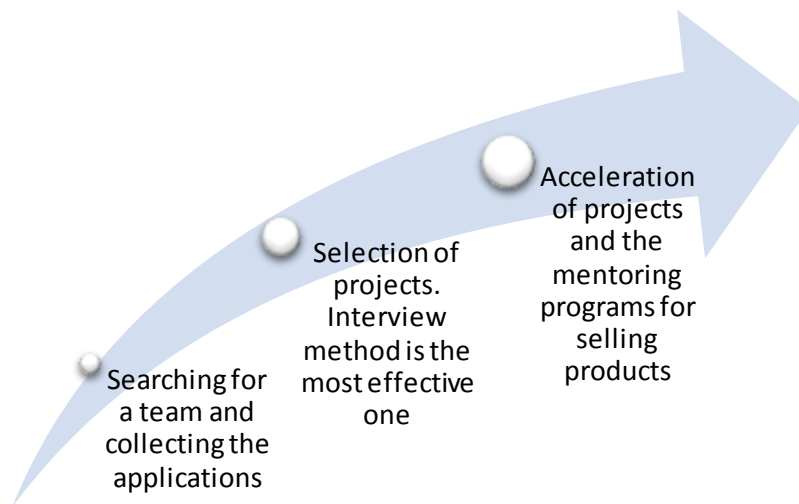 Searching for
a team and
collecting the
applications
Selection of
projects.
Interview
method is the
most effective
one
Acceleration
of projects
and the
mentoring
programs for
selling
products